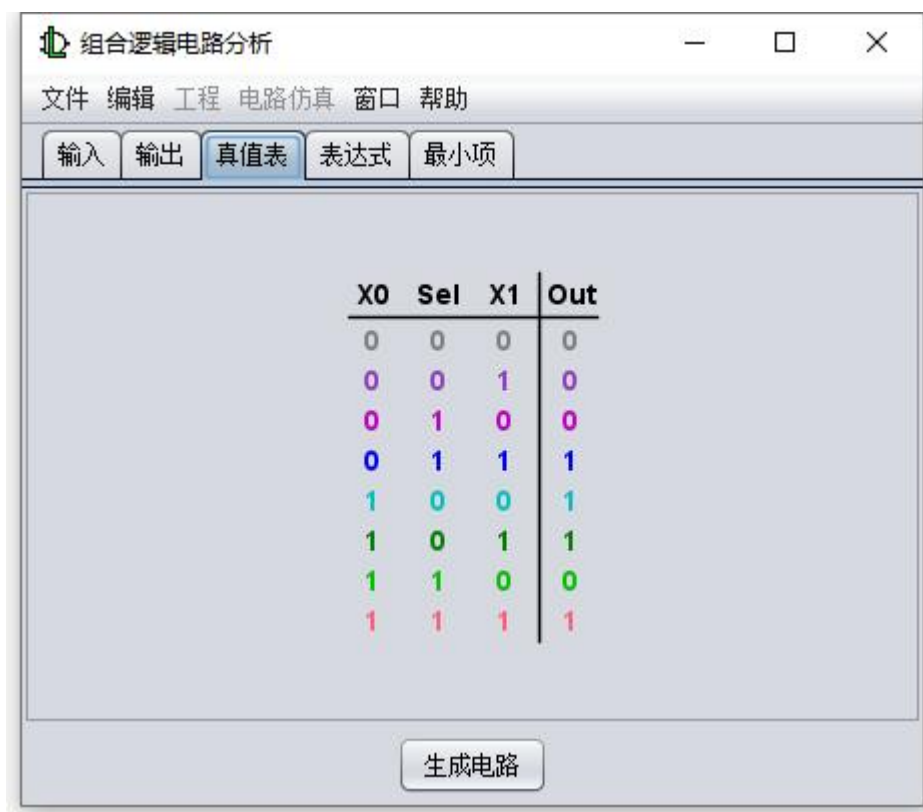 组合逻辑电路分析
文件 编辑 工程 电路仿真 窗口 帮助
输入 输出 真值表 表达式 最小项
X0 Sel X1 Out
0 0 0 0
0 0 1 0
0 1 0 0
0 1 1 1
1 0 0 1
1 0 1 1
1 1 0 0
1 1 1 1
生成电路